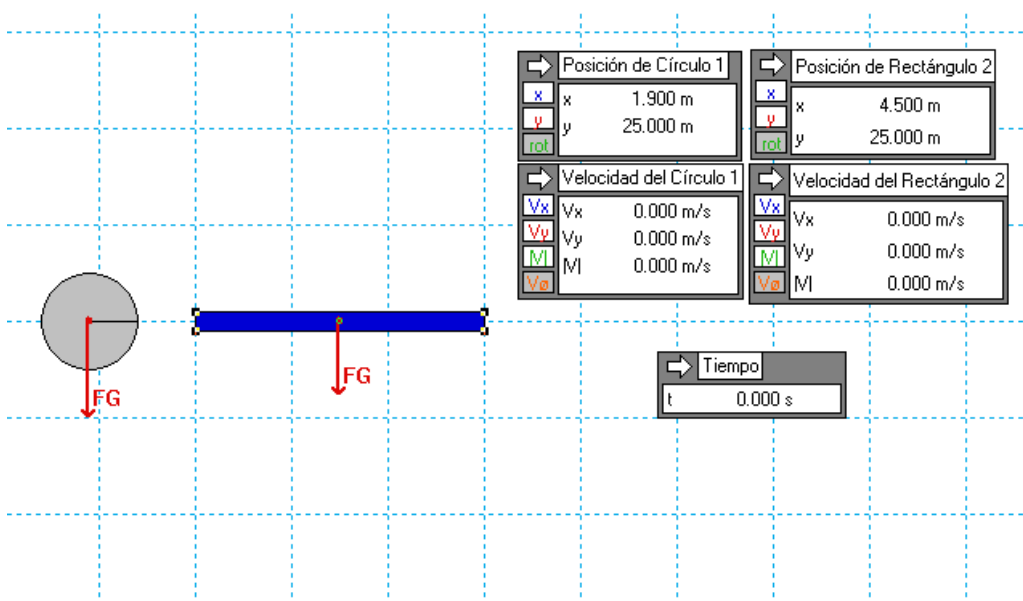 Posición de Círculo 1
x
y
rot
x 1.900 m
y 25.000 m
Posición de Rectángulo 2
x
y
rot
x 4.500 m
y 25.000 m
Velocidad del Círculo 1
Vx
Vy
|V|
Vø
Vx 0.000 m/s
Vy 0.000 m/s
|V| 0.000 m/s
Velocidad del Rectángulo 2
Vx
Vy
|V|
Vø
Vx 0.000 m/s
Vy 0.000 m/s
|V| 0.000 m/s
FG
FG
Tiempo
t 0.000 s